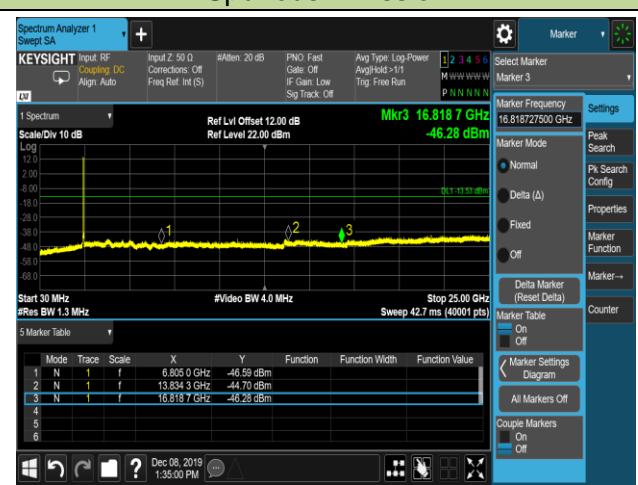 Spectrum Analyzer 1
Swept SA
Marker
KEYSIGHT
Input: RF
Coupling: DC
Align: Auto
Input Z: 50 Ω
Corrections: Off
Freq Ref: Int (S)
#Atten: 20 dB
PNO: Fast
Gate: Off
IF Gain: Low
Sig Track: Off
Avg Type: Log-Power
Avg|Hold:>1/1
Trig: Free Run
1 2 3 4 5 6
M W W W W W
P N N N N N
Select Marker
Marker 3
LXI
1 Spectrum
Scale/Div 10 dB
Ref Lvl Offset 12.00 dB
Ref Level 22.00 dBm
Mkr3 16.818 7 GHz
-46.28 dBm
Log
12.0
2.00
-8.00
-18.0
-28.0
-38.0
-48.0
-58.0
-68.0
DL1 -13.53 dBm
1
2
3
Start 30 MHz
#Video BW 4.0 MHz
Stop 25.00 GHz
#Res BW 1.3 MHz
Sweep 42.7 ms (40001 pts)
5 Marker Table
Mode Trace Scale X Y Function Function Width Function Value
1 N 1 f 6.805 0 GHz -46.59 dBm
2 N 1 f 13.834 3 GHz -44.70 dBm
3 N 1 f 16.818 7 GHz -46.28 dBm
4
5
6
Marker Frequency
16.818727500 GHz
Marker Mode
Normal
Delta (Δ)
Fixed
Off
Delta Marker
(Reset Delta)
Marker Table
On
Off
Marker Settings
Diagram
All Markers Off
Couple Markers
On
Off
Settings
Peak
Search
Pk Search
Config
Properties
Marker
Function
Marker→
Counter
Dec 08, 2019
1:35:00 PM